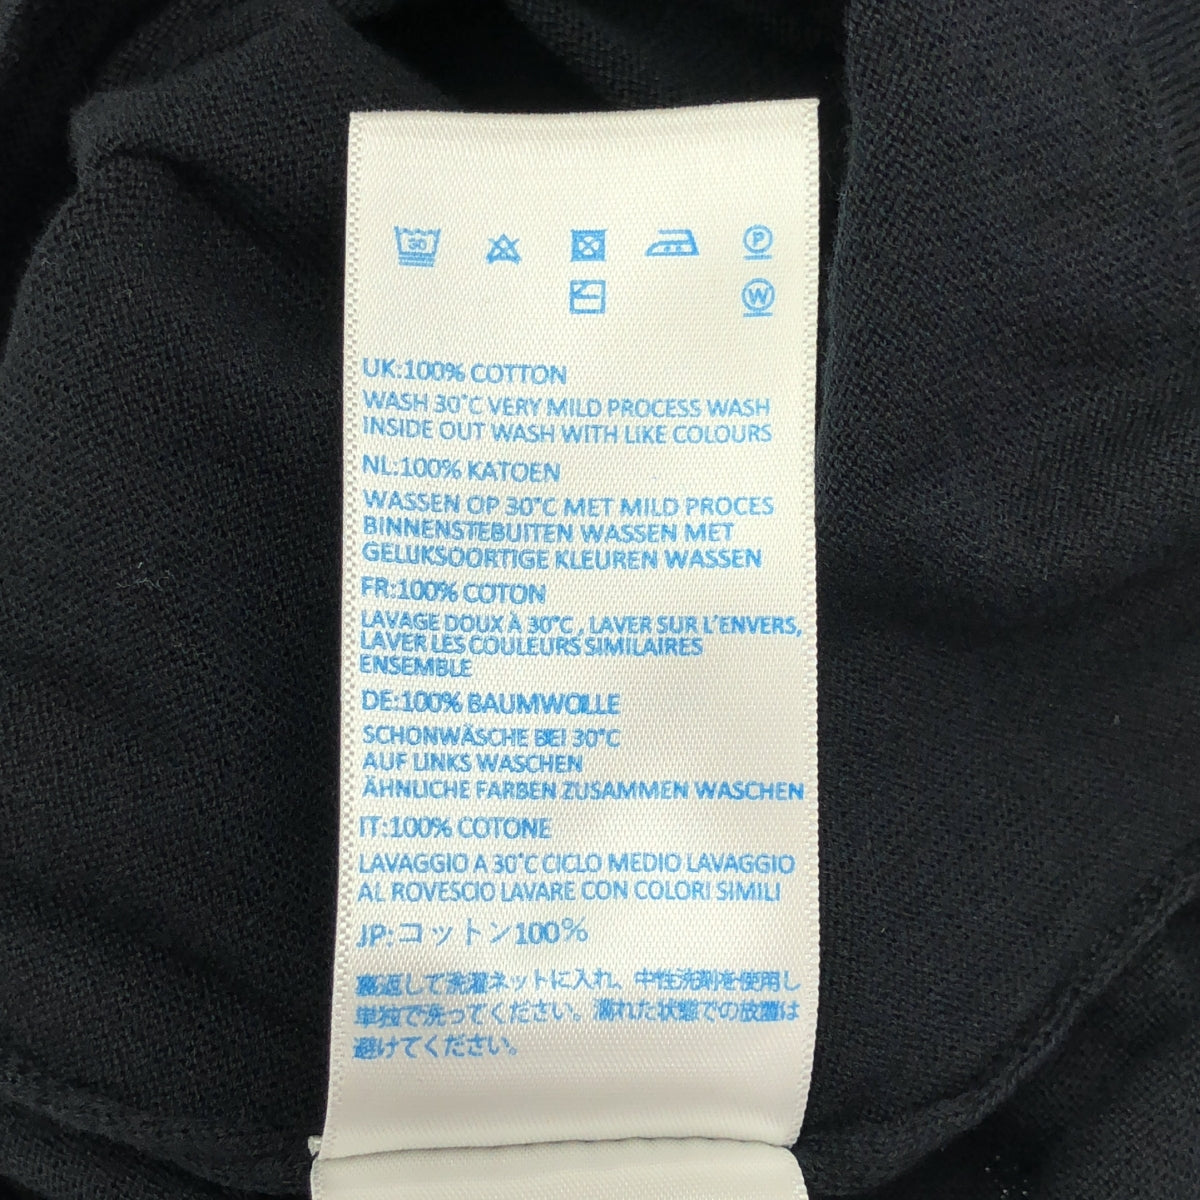 30
P
W
UK:100% COTTON
WASH 30°C VERY MILD PROCESS WASH
INSIDE OUT WASH WITH LIKE COLOURS
NL:100% KATOEN
WASSEN OP 30°C MET MILD PROCES
BINNENSTEBUITEN WASSEN MET
GELUKSOORTIGE KLEUREN WASSEN
FR:100% COTON
LAVAGE DOUX À 30°C, LAVER SUR L'ENVERS,
LAVER LES COULEURS SIMILAIRES
ENSEMBLE
DE:100% BAUMWOLLE
SCHONWÄSCHE BEI 30°C
AUF LINKS WASCHEN
ÄHNLICHE FARBEN ZUSAMMEN WASCHEN
IT:100% COTONE
LAVAGGIO A 30°C CICLO MEDIO LAVAGGIO
AL ROVESCIO LAVARE CON COLORI SIMILI
JP:コットン100%
裏返して洗濯ネットに入れ、中性洗剤を使用し
単独で洗ってください。濡れた状態での放置は
避けてください。